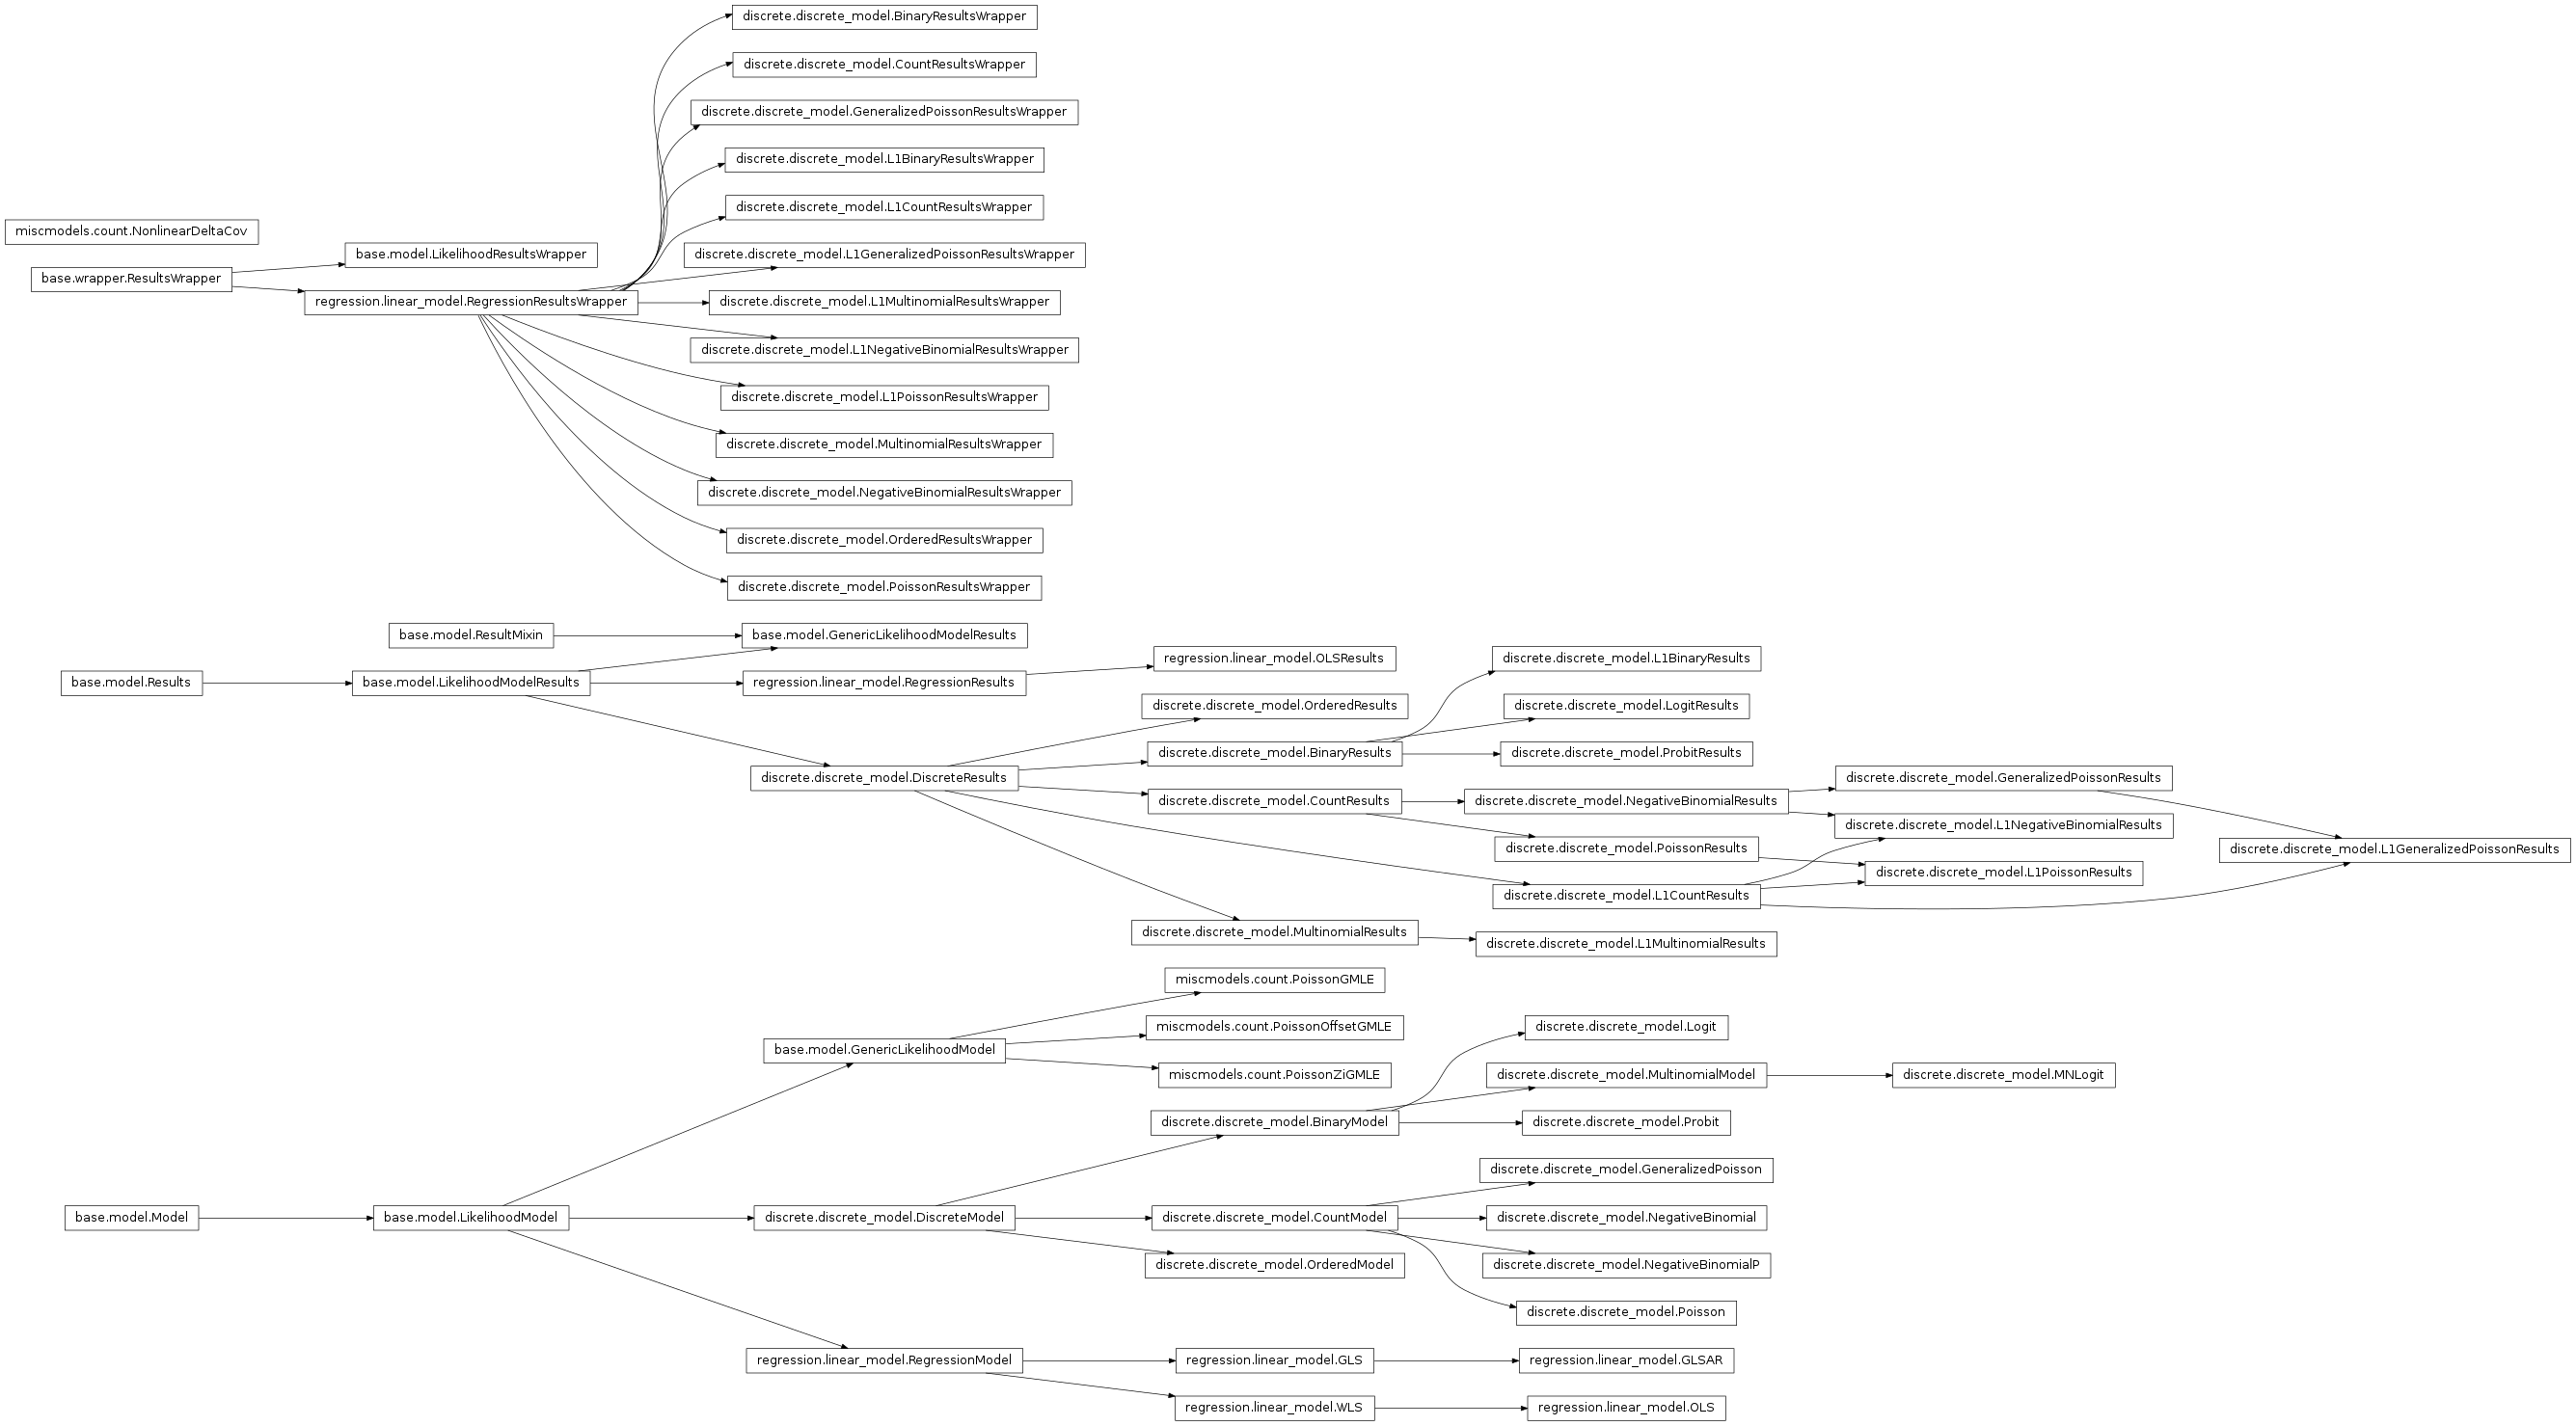 discrete.discrete_model.BinaryResultsWrapper
discrete.discrete_model.CountResultsWrapper
discrete.discrete_model.GeneralizedPoissonResultsWrapper
discrete.discrete_model.L1BinaryResultsWrapper
discrete.discrete_model.L1CountResultsWrapper
miscmodels.count.NonlinearDeltaCov
base.model.LikelihoodResultsWrapper
discrete.discrete_model.L1GeneralizedPoissonResultsWrapper
base.wrapper.ResultsWrapper
regression.linear_model.RegressionResultsWrapper
discrete.discrete_model.L1MultinomialResultsWrapper
discrete.discrete_model.L1NegativeBinomialResultsWrapper
discrete.discrete_model.L1PoissonResultsWrapper
discrete.discrete_model.MultinomialResultsWrapper
discrete.discrete_model.NegativeBinomialResultsWrapper
discrete.discrete_model.OrderedResultsWrapper
discrete.discrete_model.PoissonResultsWrapper
base.model.ResultMixin
base.model.GenericLikelihoodModelResults
regression.linear_model.OLSResults
discrete.discrete_model.L1BinaryResults
base.model.Results
base.model.LikelihoodModelResults
regression.linear_model.RegressionResults
discrete.discrete_model.OrderedResults
discrete.discrete_model.LogitResults
discrete.discrete_model.BinaryResults
discrete.discrete_model.ProbitResults
discrete.discrete_model.DiscreteResults
discrete.discrete_model.GeneralizedPoissonResults
discrete.discrete_model.CountResults
discrete.discrete_model.NegativeBinomialResults
discrete.discrete_model.L1NegativeBinomialResults
discrete.discrete_model.PoissonResults
discrete.discrete_model.L1GeneralizedPoissonResults
discrete.discrete_model.L1PoissonResults
discrete.discrete_model.L1CountResults
discrete.discrete_model.MultinomialResults
discrete.discrete_model.L1MultinomialResults
miscmodels.count.PoissonGMLE
miscmodels.count.PoissonOffsetGMLE
discrete.discrete_model.Logit
base.model.GenericLikelihoodModel
miscmodels.count.PoissonZiGMLE
discrete.discrete_model.MultinomialModel
discrete.discrete_model.MNLogit
discrete.discrete_model.BinaryModel
discrete.discrete_model.Probit
discrete.discrete_model.GeneralizedPoisson
base.model.Model
base.model.LikelihoodModel
discrete.discrete_model.DiscreteModel
discrete.discrete_model.CountModel
discrete.discrete_model.NegativeBinomial
discrete.discrete_model.OrderedModel
discrete.discrete_model.NegativeBinomialP
discrete.discrete_model.Poisson
regression.linear_model.RegressionModel
regression.linear_model.GLS
regression.linear_model.GLSAR
regression.linear_model.WLS
regression.linear_model.OLS